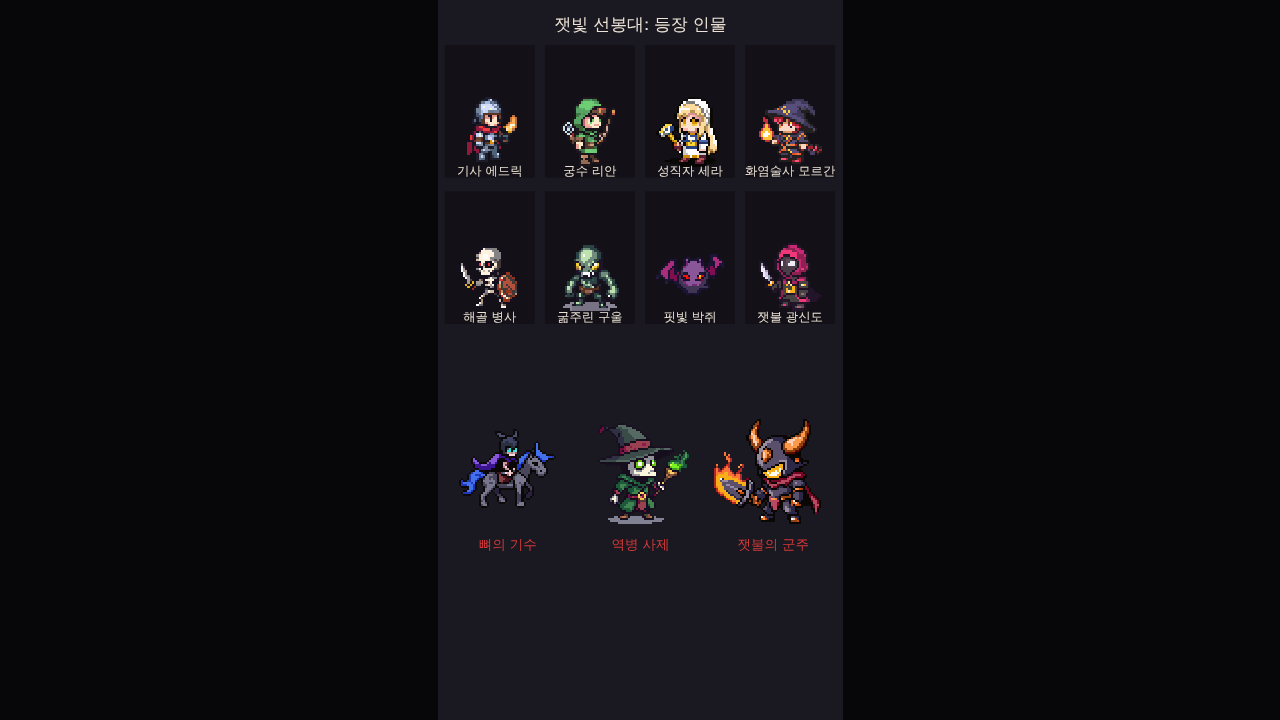 잿빛 선봉대: 등장 인물
기사 에드릭
궁수 리안
성직자 세라
화염술사 모르간
해골 병사
굶주린 구울
핏빛 박쥐
잿불 광신도
뼈의 기수
역병 사제
잿불의 군주